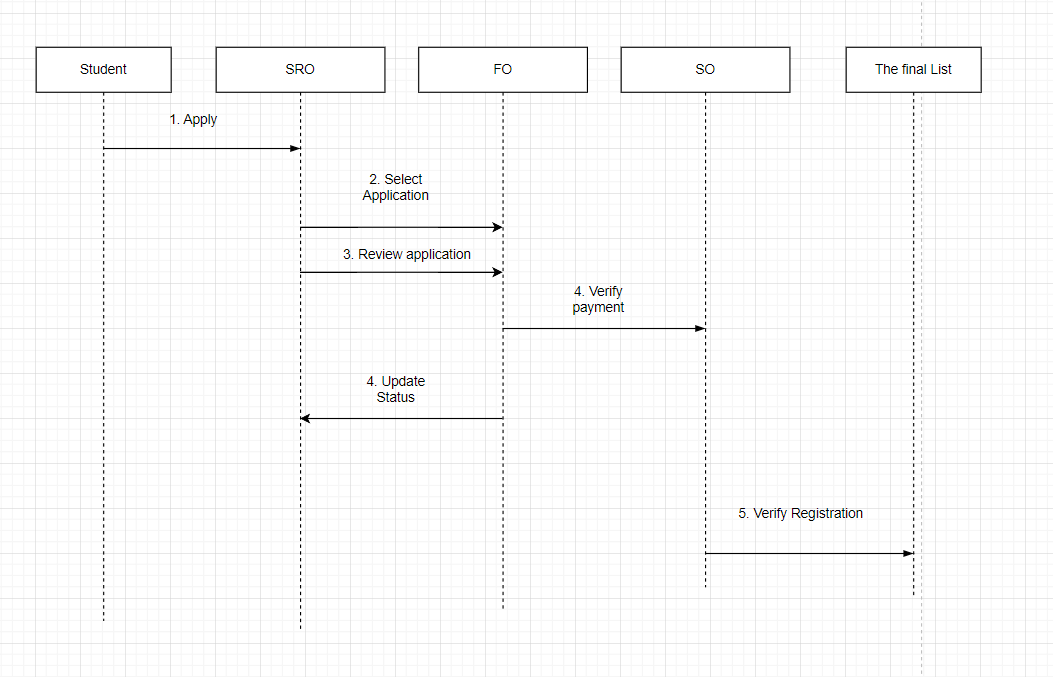 Student
SRO
FO
SO
The final List
1. Apply
2. Select
Application
3. Review application
4. Verify
payment
4. Update
Status
5. Verify Registration